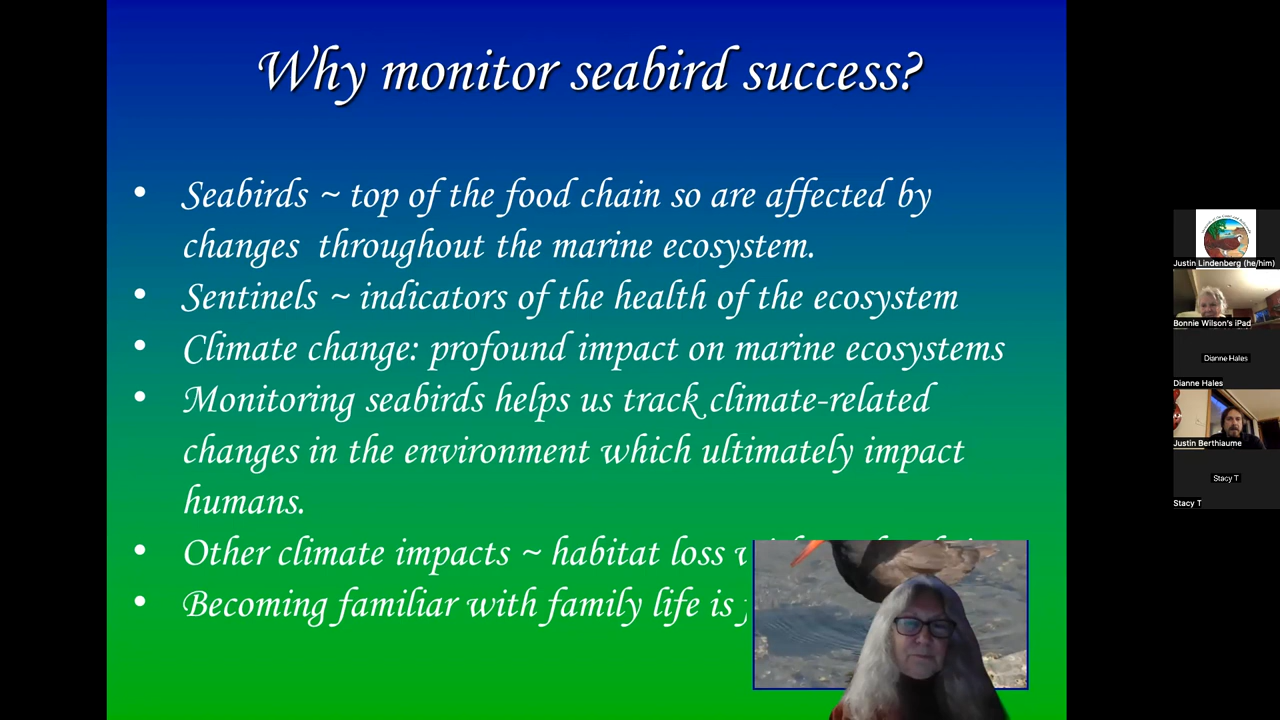 Why monitor seabird success?
• Seabirds ~ top of the food chain so are affected by
changes throughout the marine ecosystem.
• Sentinels ~ indicators of the health of the ecosystem
• Climate change: profound impact on marine ecosystems
• Monitoring seabirds helps us track climate-related
changes in the environment which ultimately impact
humans.
• Other climate impacts ~ habitat loss
• Becoming familiar with family life is
Justin Lindenberg (he/him)
Bonnie Wilson's iPad
Dianne Hales
Dianne Hales
Justin Berthiaume
Stacy T
Stacy T